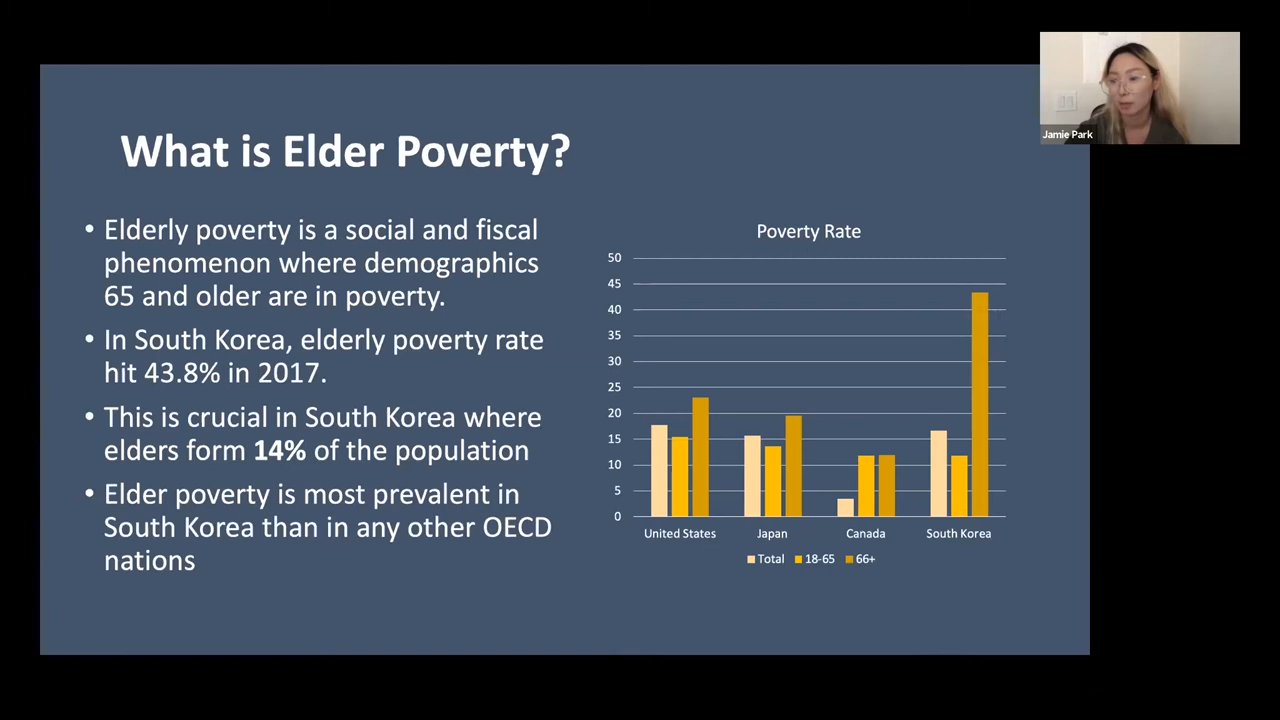 What is Elder Poverty?
• Elderly poverty is a social and fiscal
phenomenon where demographics
65 and older are in poverty.
• In South Korea, elderly poverty rate
hit 43.8% in 2017.
• This is crucial in South Korea where
elders form 14% of the population
• Elder poverty is most prevalent in
South Korea than in any other OECD
nations
Poverty Rate
50
45
40
35
30
25
20
15
10
5
0
United States Japan Canada South Korea
Total 18-65 66+
Jamie Park